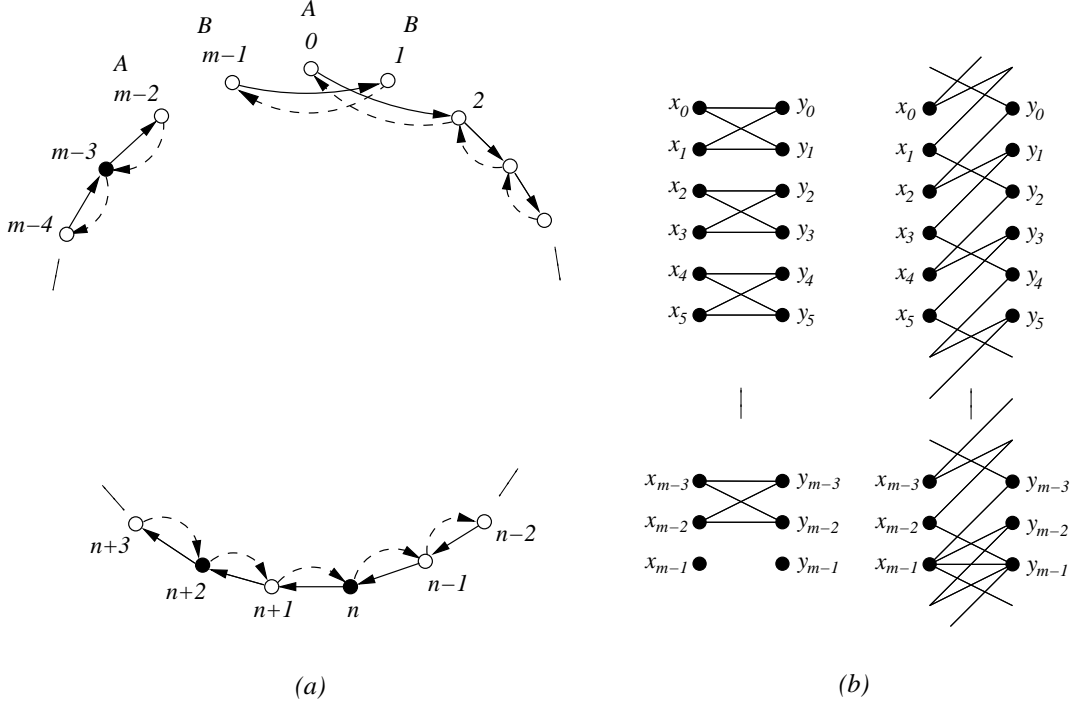 A
B 0 B
m−1 1
A
m−2 2
m−3
m−4
n+3 n−2
n+2 n−1
n+1 n
(a)
x₀ y₀
x₁ y₁
x₂ y₂
x₃ y₃
x₄ y₄
x₅ y₅
xₘ₋₃ yₘ₋₃
xₘ₋₂ yₘ₋₂
xₘ₋₁ yₘ₋₁
x₀ y₀
x₁ y₁
x₂ y₂
x₃ y₃
x₄ y₄
x₅ y₅
xₘ₋₃ yₘ₋₃
xₘ₋₂ yₘ₋₂
xₘ₋₁ yₘ₋₁
(b)